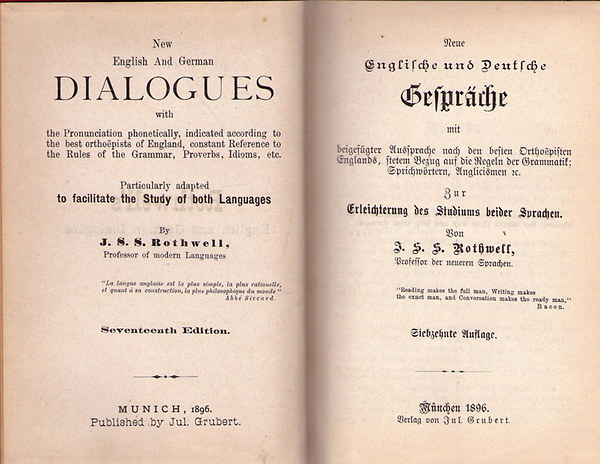 New
English And German
DIALOGUES
with
the Pronunciation phonetically, indicated according to
the best orthoëpists of England, constant Reference to
the Rules of the Grammar, Proverbs, Idioms, etc.
Particularly adapted
to facilitate the Study of both Languages
By
J. S. S. Rothwell,
Professor of modern Languages
"La langue anglaise est la plus simple, la plus rationelle,
et quant à sa construction, la plus philosophique du monde"
Abbé Siccard.
Seventeenth Edition.
MUNICH, 1896.
Published by Jul. Grubert.
Neue
Englische und Deutsche
Gespräche
mit
beigefügter Aussprache nach den besten Orthoëpisten
Englands, stetem Bezug auf die Regeln der Grammatik;
Sprichwörtern, Anglicismen ꝛc.
Zur
Erleichterung des Studiums beider Sprachen.
Von
J. S. S. Rothwell,
Professor der neueren Sprachen.
"Reading makes the full man, Writing makes
the exact man, and Conversation makes the ready man,"
Bacon.
Siebzehnte Auflage.
München 1896.
Verlag von Jul. Grubert.